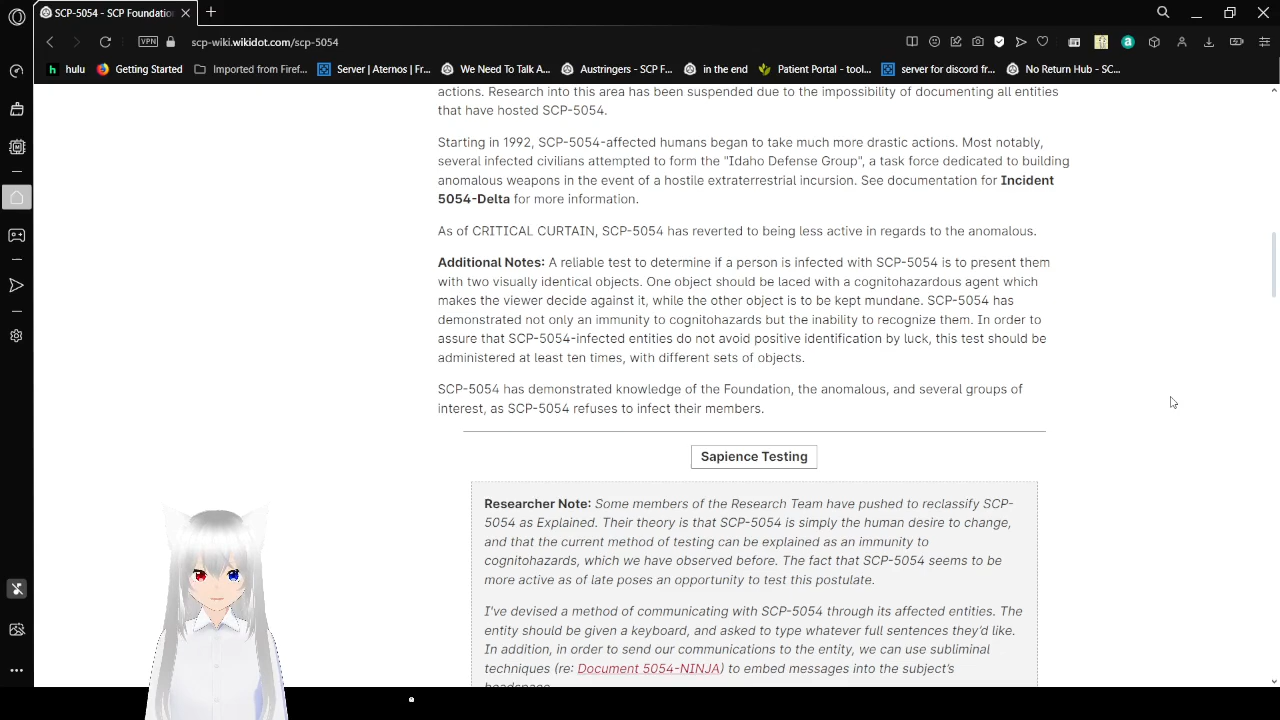 SCP-5054 - SCP Foundatio
scp-wiki.wikidot.com/scp-5054
VPN
hulu
Getting Started
Imported from Firef...
Server | Aternos | Fr...
We Need To Talk A...
Austringers - SCP F...
in the end
Patient Portal - tool...
server for discord fr...
No Return Hub - SC...
actions. Research into this area has been suspended due to the impossibility of documenting all entities
that have hosted SCP-5054.
Starting in 1992, SCP-5054-affected humans began to take much more drastic actions. Most notably,
several infected civilians attempted to form the "Idaho Defense Group", a task force dedicated to building
anomalous weapons in the event of a hostile extraterrestrial incursion. See documentation for Incident
5054-Delta for more information.
As of CRITICAL CURTAIN, SCP-5054 has reverted to being less active in regards to the anomalous.
Additional Notes: A reliable test to determine if a person is infected with SCP-5054 is to present them
with two visually identical objects. One object should be laced with a cognitohazardous agent which
makes the viewer decide against it, while the other object is to be kept mundane. SCP-5054 has
demonstrated not only an immunity to cognitohazards but the inability to recognize them. In order to
assure that SCP-5054-infected entities do not avoid positive identification by luck, this test should be
administered at least ten times, with different sets of objects.
SCP-5054 has demonstrated knowledge of the Foundation, the anomalous, and several groups of
interest, as SCP-5054 refuses to infect their members.
Sapience Testing
Researcher Note: Some members of the Research Team have pushed to reclassify SCP-
5054 as Explained. Their theory is that SCP-5054 is simply the human desire to change,
and that the current method of testing can be explained as an immunity to
cognitohazards, which we have observed before. The fact that SCP-5054 seems to be
more active as of late poses an opportunity to test this postulate.
I've devised a method of communicating with SCP-5054 through its affected entities. The
entity should be given a keyboard, and asked to type whatever full sentences they'd like.
In addition, in order to send our communications to the entity, we can use subliminal
techniques (re: Document 5054-NINJA) to embed messages into the subject's
headspace.